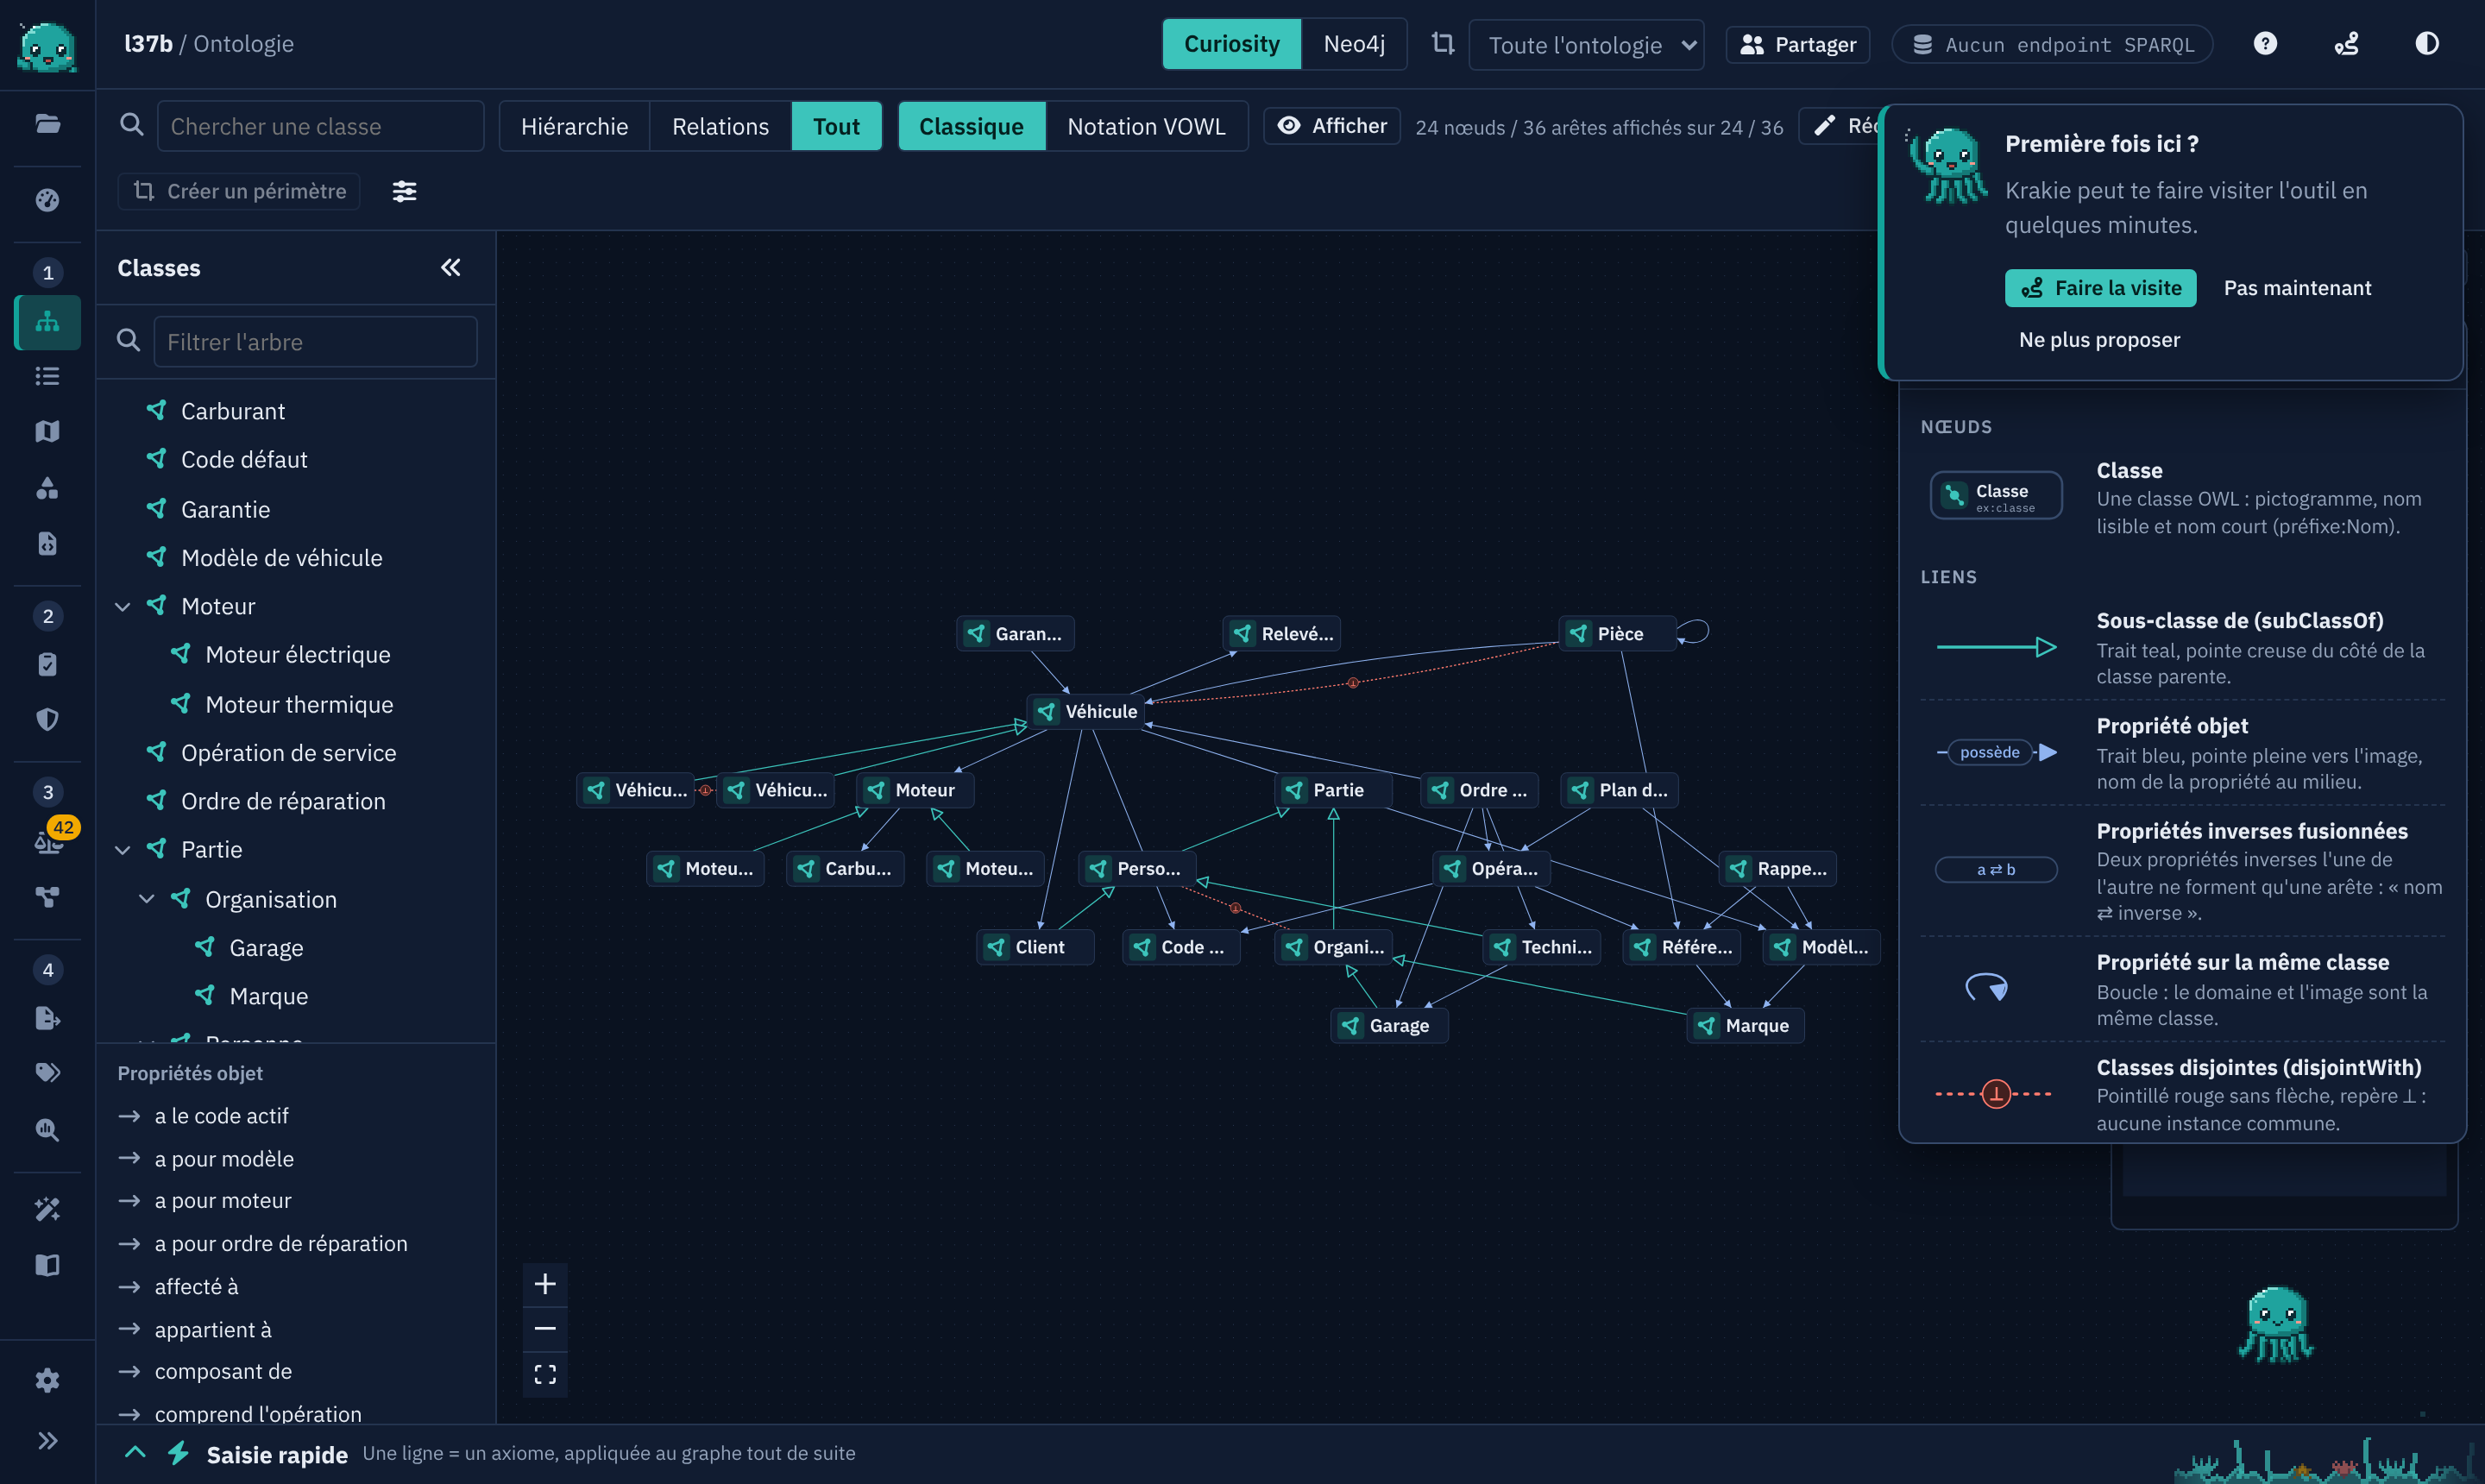 l37b / Ontologie
Curiosity
Neo4j
Toute l'ontologie
Partager
Aucun endpoint SPARQL
Chercher une classe
Hiérarchie
Relations
Tout
Classique
Notation VOWL
Afficher
24 nœuds / 36 arêtes affichés sur 24 / 36
Créer un périmètre
Première fois ici ?
Krakie peut te faire visiter l'outil en
quelques minutes.
Faire la visite
Pas maintenant
Ne plus proposer
1
2
3
42
4
Classes
Filtrer l'arbre
Carburant
Code défaut
Garantie
Modèle de véhicule
Moteur
Moteur électrique
Moteur thermique
Opération de service
Ordre de réparation
Partie
Organisation
Garage
Marque
Propriétés objet
a le code actif
a pour modèle
a pour moteur
a pour ordre de réparation
affecté à
appartient à
composant de
comprend l'opération
Garan...
Relevé...
Pièce
Véhicule
Véhicu...
Véhicu...
Moteur
Partie
Ordre ...
Plan d...
Moteu...
Carbu...
Moteu...
Perso...
Opéra...
Rappe...
Client
Code ...
Organi...
Techni...
Référe...
Modèl...
Garage
Marque
NŒUDS
Classe
ex:classe
Classe
Une classe OWL : pictogramme, nom
lisible et nom court (préfixe:Nom).
LIENS
Sous-classe de (subClassOf)
Trait teal, pointe creuse du côté de la
classe parente.
possède
Propriété objet
Trait bleu, pointe pleine vers l'image,
nom de la propriété au milieu.
a ⇄ b
Propriétés inverses fusionnées
Deux propriétés inverses l'une de
l'autre ne forment qu'une arête : « nom
⇄ inverse ».
Propriété sur la même classe
Boucle : le domaine et l'image sont la
même classe.
Classes disjointes (disjointWith)
Pointillé rouge sans flèche, repère ⊥ :
aucune instance commune.
Saisie rapide
Une ligne = un axiome, appliquée au graphe tout de suite